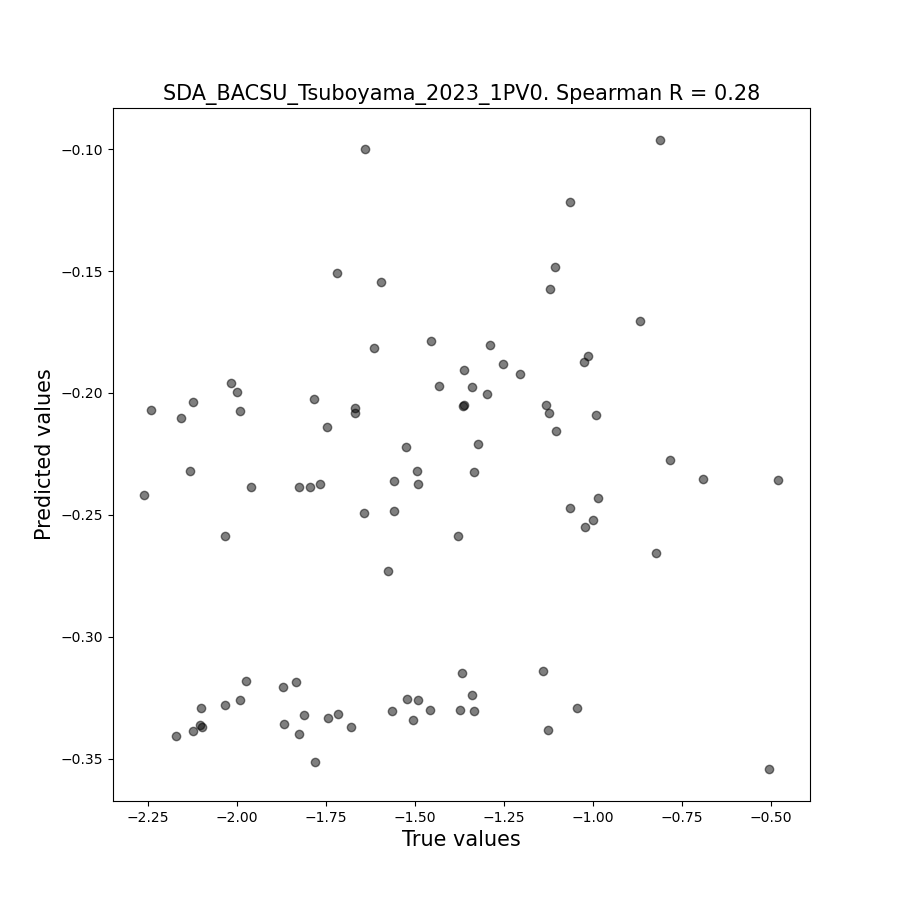 SDA_BACSU_Tsuboyama_2023_1PV0. Spearman R = 0.28
−0.10
−0.15
−0.20
−0.25
−0.30
−0.35
Predicted values
−2.25 −2.00 −1.75 −1.50 −1.25 −1.00 −0.75 −0.50
True values